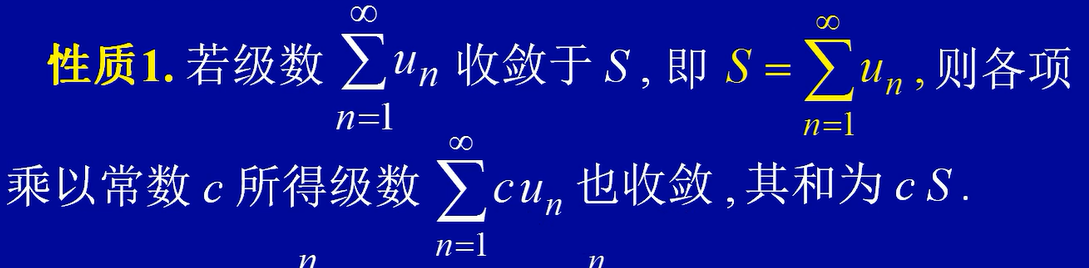 性质1. 若级数 $\sum_{n=1}^{\infty} u_n$ 收敛于 $S$ , 即 $S = \sum_{n=1}^{\infty} u_n$ , 则各项
乘以常数 $c$ 所得级数 $\sum_{n=1}^{\infty} c u_n$ 也收敛 , 其和为 $c S$ .
n n